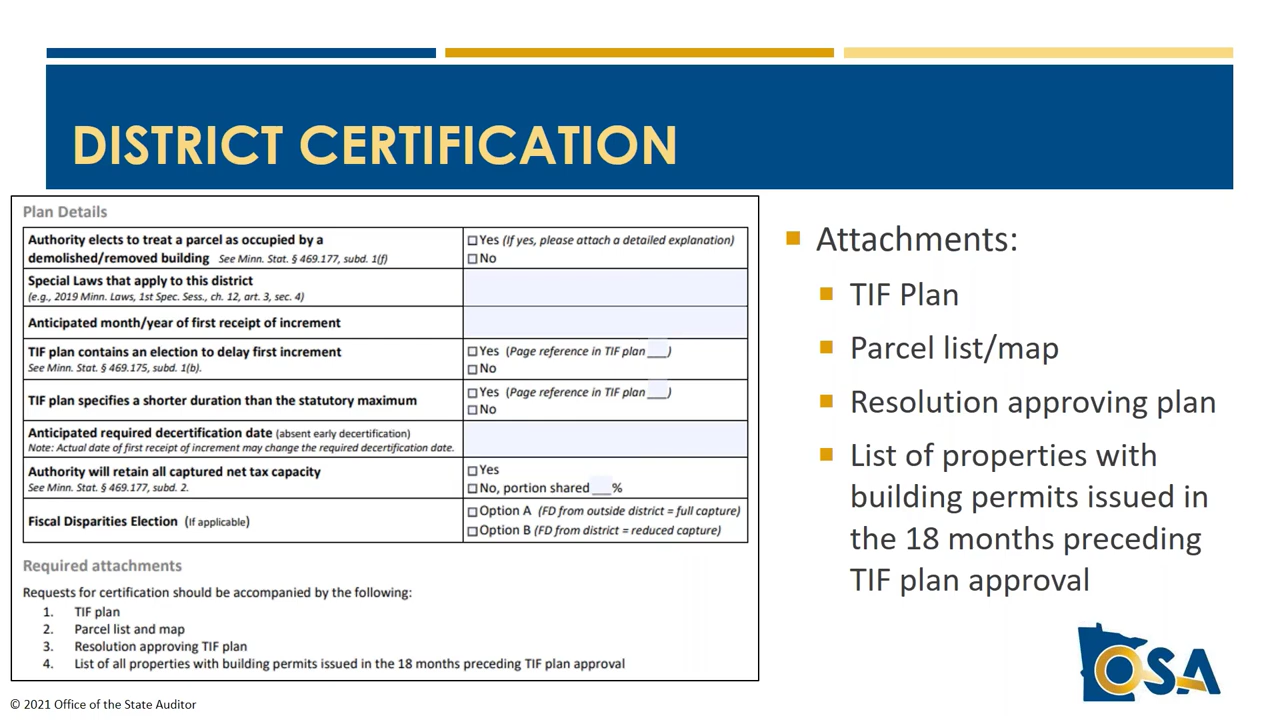 DISTRICT CERTIFICATION
Plan Details
Authority elects to treat a parcel as occupied by a
demolished/removed building See Minn. Stat. § 469.177, subd. 1(f)
☐ Yes (If yes, please attach a detailed explanation)
☐ No
Special Laws that apply to this district
(e.g., 2019 Minn. Laws, 1st Spec. Sess., ch. 12, art. 3, sec. 4)
Anticipated month/year of first receipt of increment
TIF plan contains an election to delay first increment
See Minn. Stat. § 469.175, subd. 1(b).
☐ Yes (Page reference in TIF plan ___)
☐ No
TIF plan specifies a shorter duration than the statutory maximum
☐ Yes (Page reference in TIF plan ___)
☐ No
Anticipated required decertification date (absent early decertification)
Note: Actual date of first receipt of increment may change the required decertification date.
Authority will retain all captured net tax capacity
See Minn. Stat. § 469.177, subd. 2.
☐ Yes
☐ No, portion shared ___%
Fiscal Disparities Election (If applicable)
☐ Option A (FD from outside district = full capture)
☐ Option B (FD from district = reduced capture)
Required attachments
Requests for certification should be accompanied by the following:
1. TIF plan
2. Parcel list and map
3. Resolution approving TIF plan
4. List of all properties with building permits issued in the 18 months preceding TIF plan approval
Attachments:
TIF Plan
Parcel list/map
Resolution approving plan
List of properties with
building permits issued in
the 18 months preceding
TIF plan approval
OSA
© 2021 Office of the State Auditor